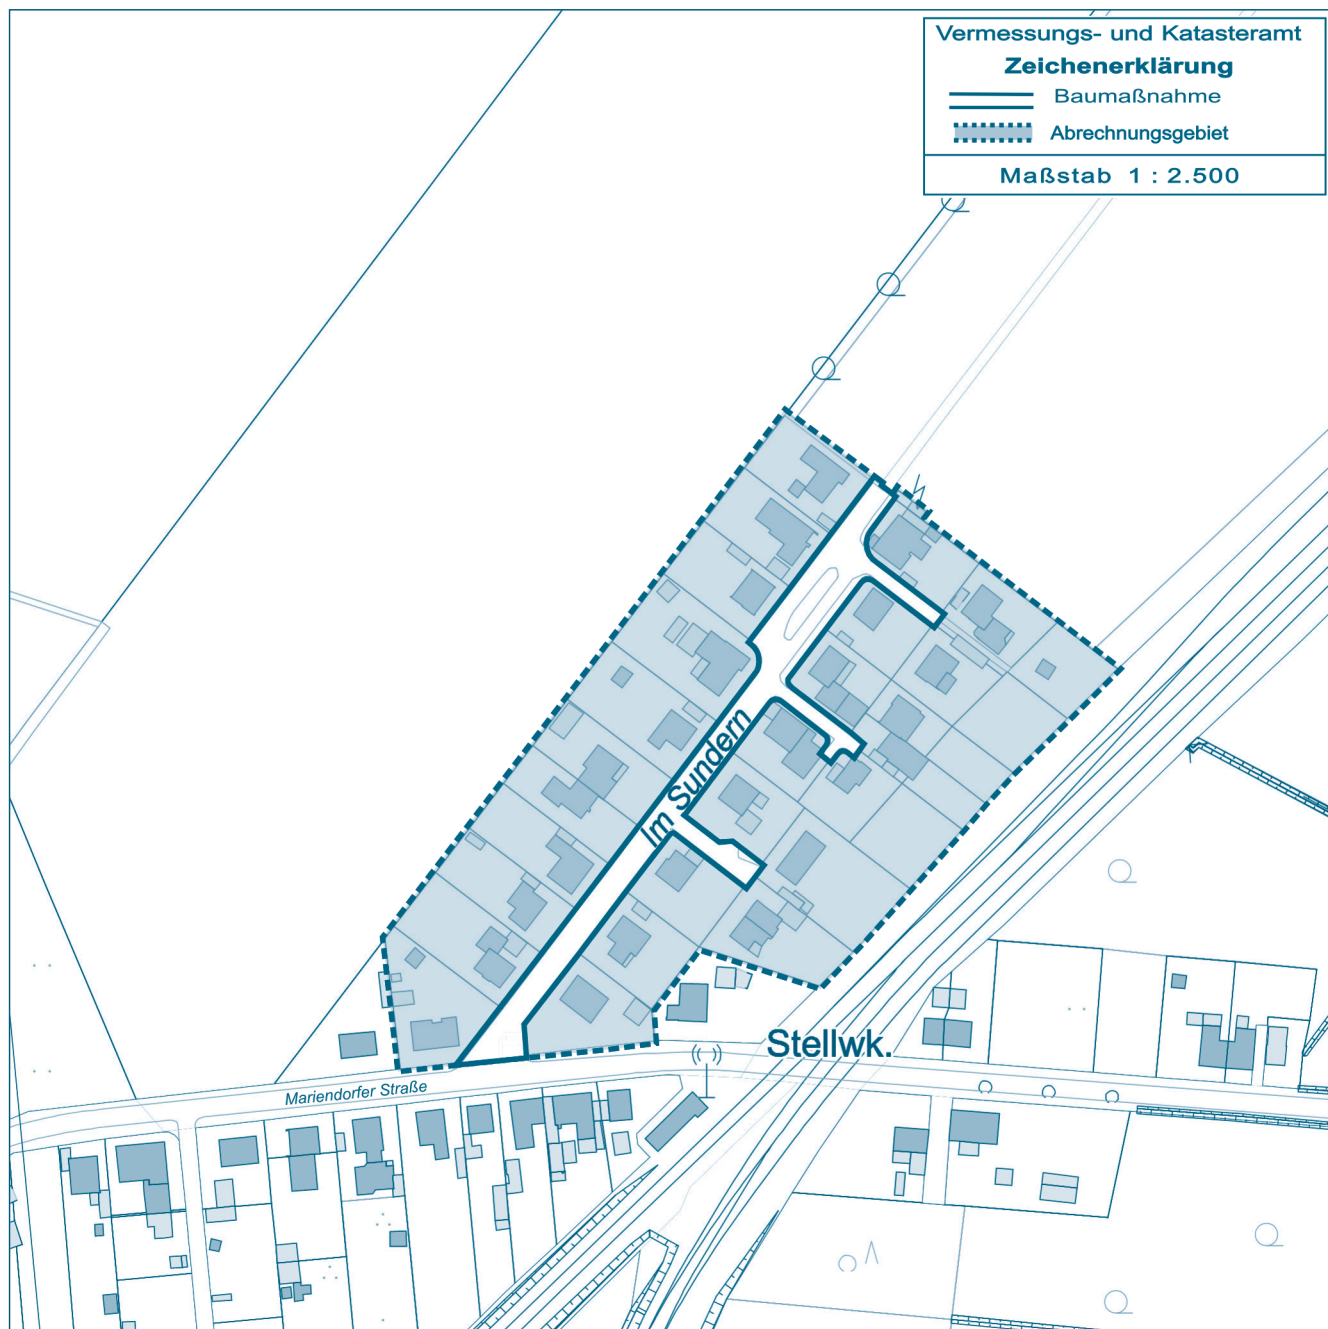 Vermessungs- und Katasteramt
Zeichenerklärung
Baumaßnahme
Abrechnungsgebiet
Maßstab 1 : 2.500
Im Sundern
Stellwk.
Mariendorfer Straße